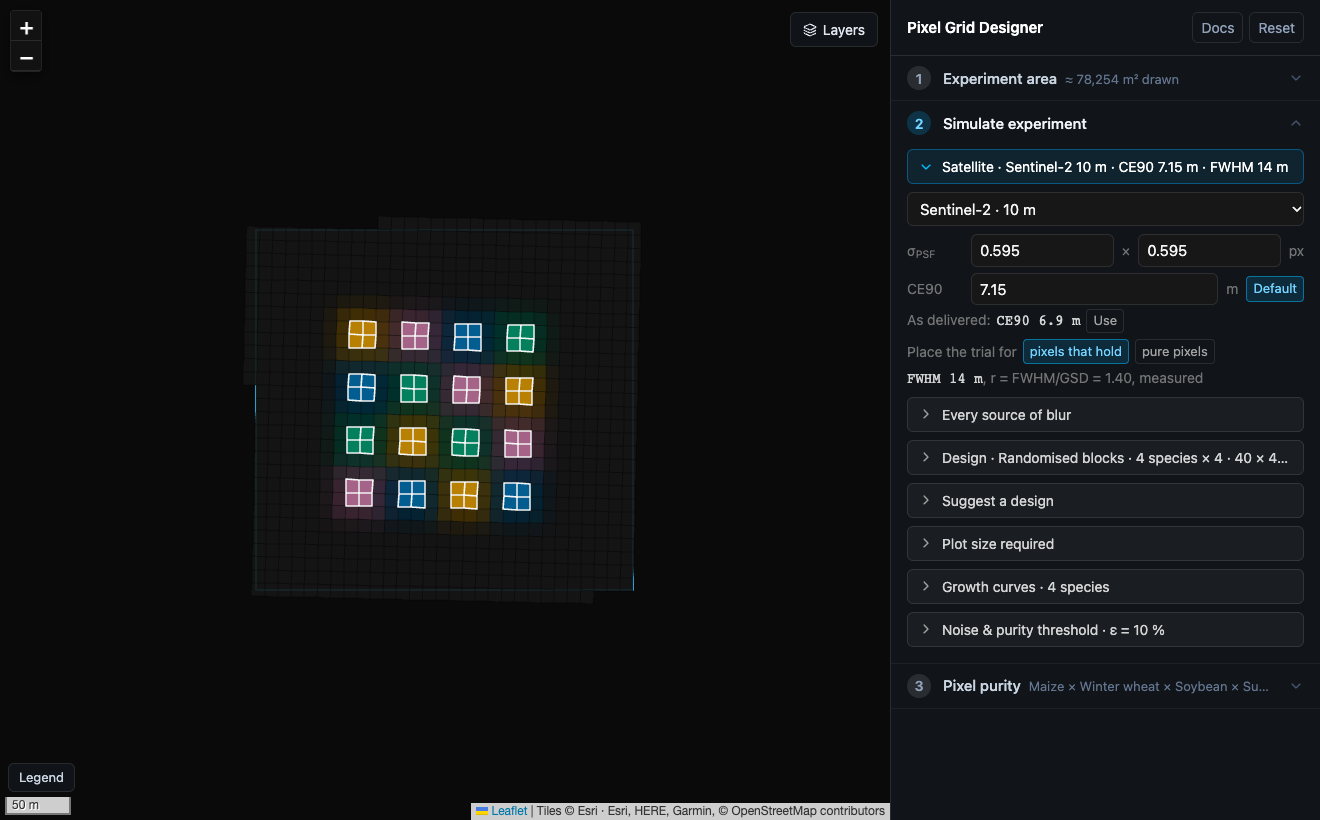 +
−
Layers
Legend
50 m
Leaflet | Tiles © Esri · Esri, HERE, Garmin, © OpenStreetMap contributors
Pixel Grid Designer
Docs
Reset
1 Experiment area ≈ 78,254 m² drawn
2 Simulate experiment
Satellite · Sentinel-2 10 m · CE90 7.15 m · FWHM 14 m
Sentinel-2 · 10 m
σPSF 0.595 × 0.595 px
CE90 7.15 m Default
As delivered: CE90 6.9 m Use
Place the trial for pixels that hold pure pixels
FWHM 14 m, r = FWHM/GSD = 1.40, measured
Every source of blur
Design · Randomised blocks · 4 species × 4 · 40 × 4...
Suggest a design
Plot size required
Growth curves · 4 species
Noise & purity threshold · ε = 10 %
3 Pixel purity Maize × Winter wheat × Soybean × Su...